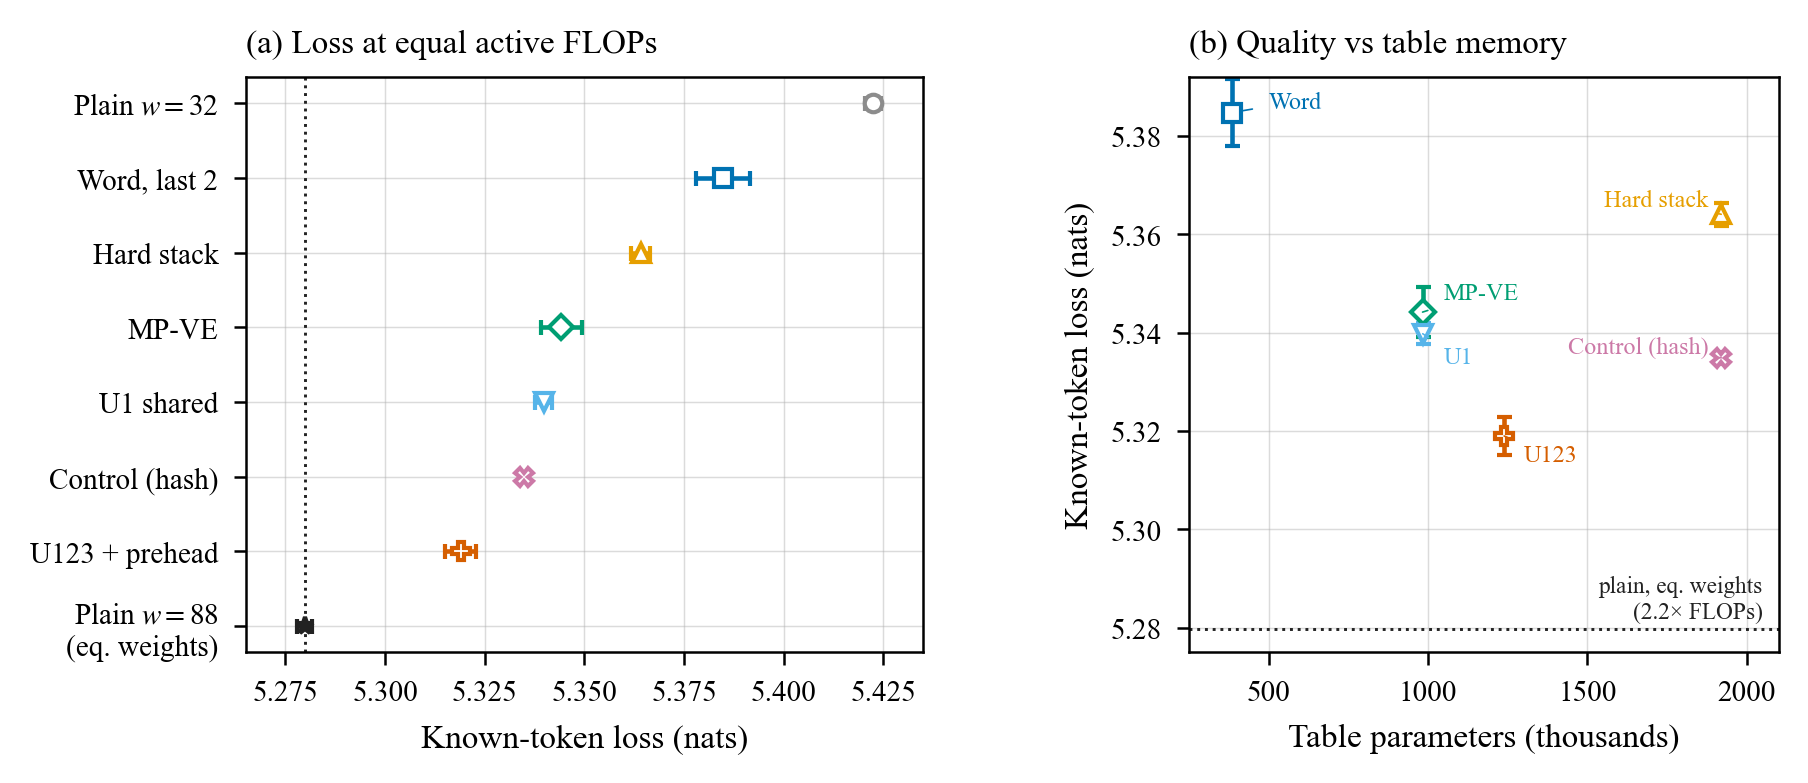 (a) Loss at equal active FLOPs
Plain w = 32
Word, last 2
Hard stack
MP-VE
U1 shared
Control (hash)
U123 + prehead
Plain w = 88
(eq. weights)
5.275 5.300 5.325 5.350 5.375 5.400 5.425
Known-token loss (nats)
(b) Quality vs table memory
Known-token loss (nats)
5.38
5.36
5.34
5.32
5.30
5.28
Word
Hard stack
MP-VE
Control (hash)
U1
U123
plain, eq. weights
(2.2× FLOPs)
500 1000 1500 2000
Table parameters (thousands)